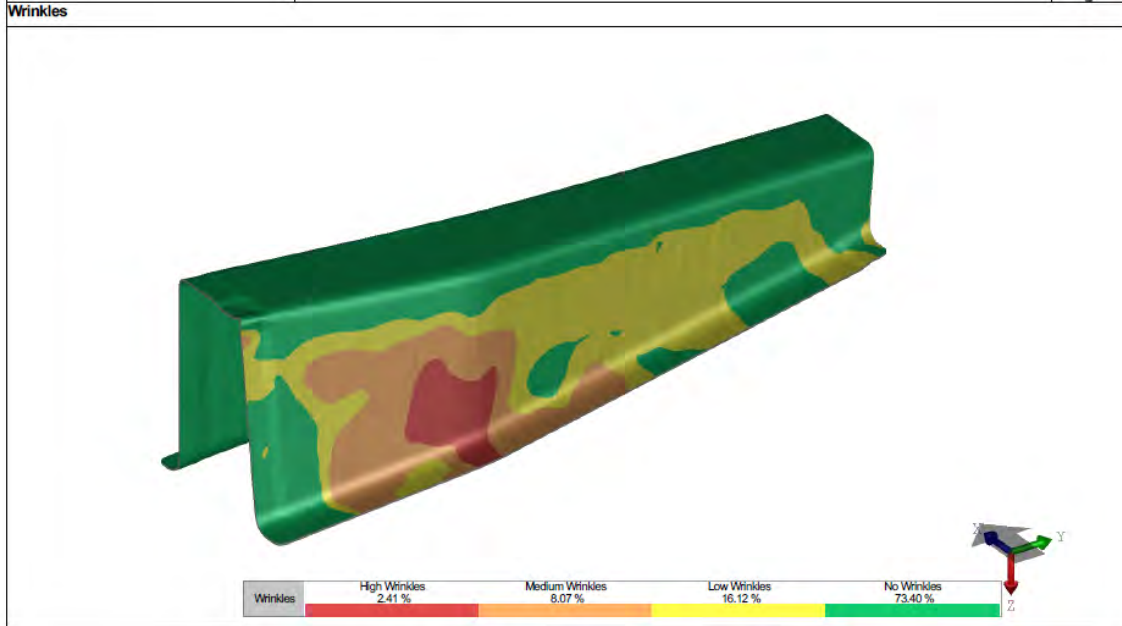 Wrinkles
X
Y
Z
Wrinkles
High Wrinkles
2.41 %
Medium Wrinkles
8.07 %
Low Wrinkles
16.12 %
No Wrinkles
73.40 %